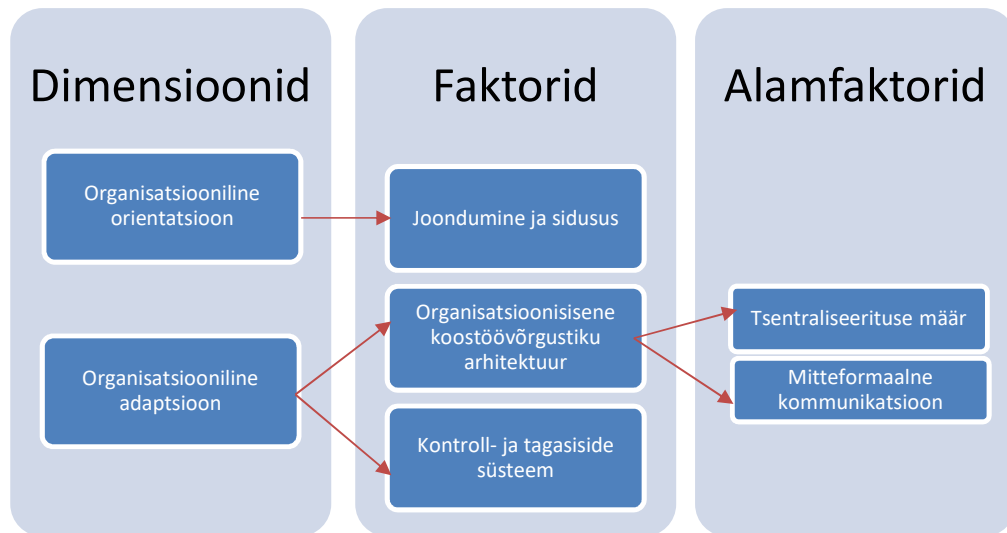 Dimensioonid
Organisatsiooniline
orientatsioon
Organisatsiooniline
adaptsioon
Faktorid
Joondumine ja sidusus
Organisatsioonisisene
koostöövõrgustiku
arhitektuur
Kontroll- ja tagasiside
süsteem
Alamfaktorid
Tsentraliseerituse määr
Mitteformaalne
kommunikatsioon